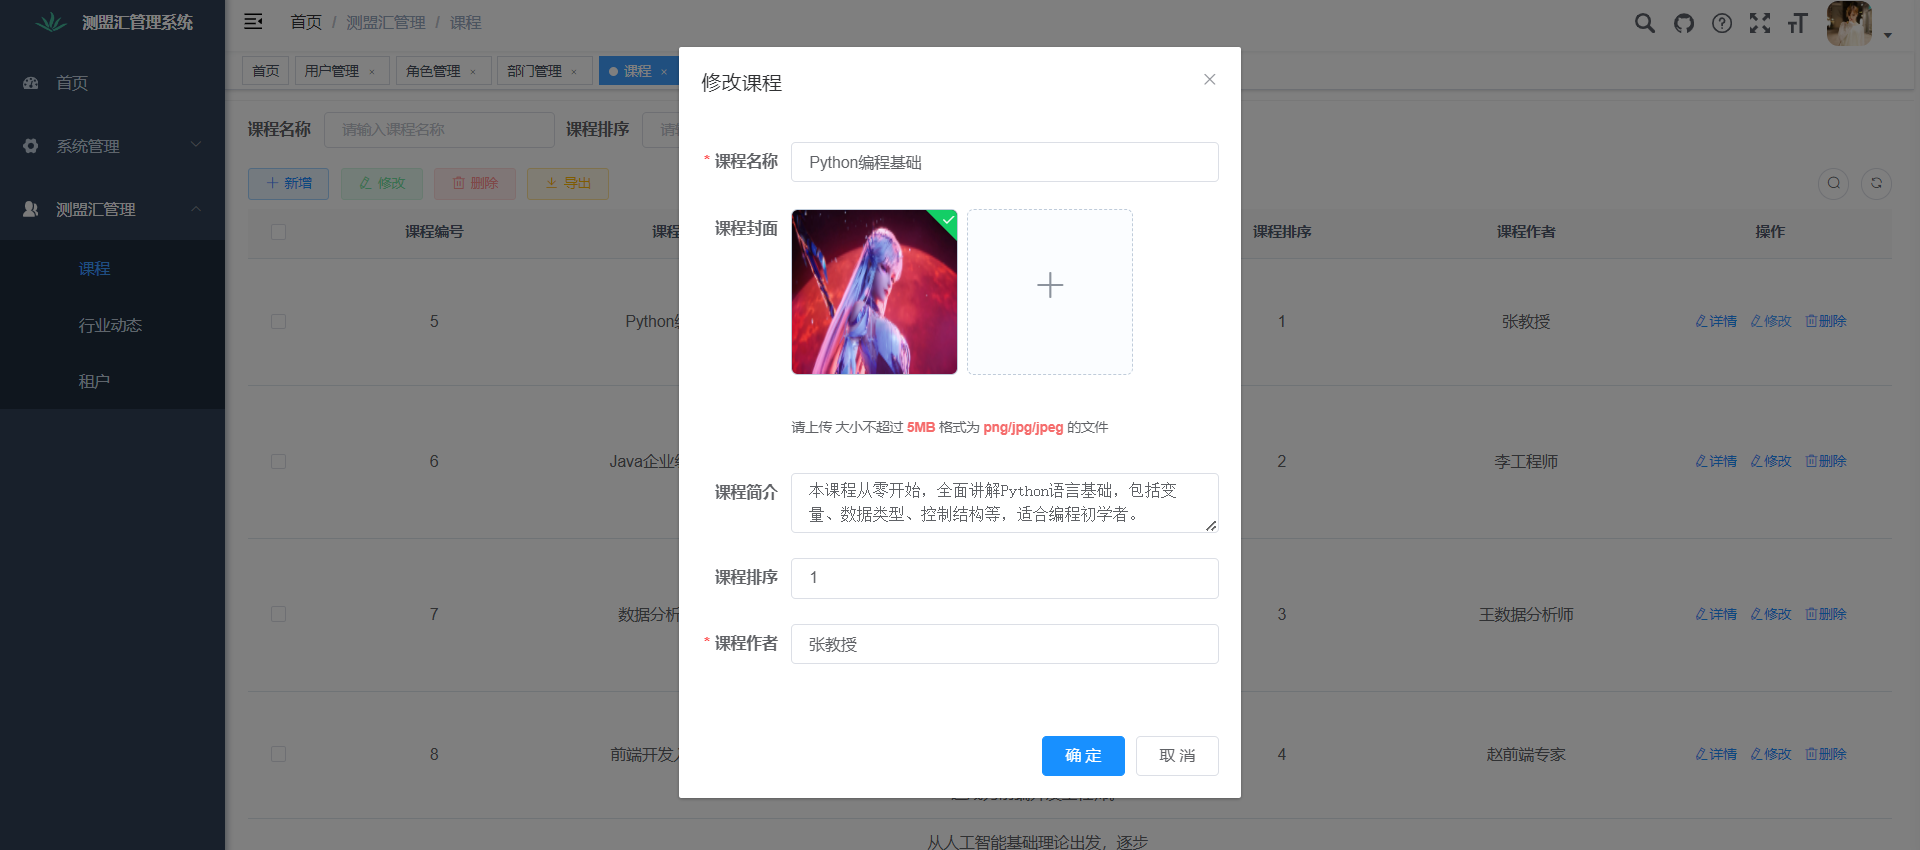 测盟汇管理系统
首页
系统管理
测盟汇管理
课程
行业动态
租户
首页 / 测盟汇管理 / 课程
首页 用户管理 × 角色管理 × 部门管理 × 课程 ×
课程名称 请输入课程名称 课程排序
新增 修改 删除 导出
课程编号 课程 课程排序 课程作者 操作
5 Python 1 张教授 详情 修改 删除
6 Java企业 2 李工程师 详情 修改 删除
7 数据分析 3 王数据分析师 详情 修改 删除
8 前端开发 4 赵前端专家 详情 修改 删除
从人工智能基础理论出发，逐步
修改课程
* 课程名称 Python编程基础
课程封面
请上传 大小不超过 5MB 格式为 png/jpg/jpeg 的文件
课程简介 本课程从零开始，全面讲解Python语言基础，包括变
量、数据类型、控制结构等，适合编程初学者。
课程排序 1
* 课程作者 张教授
确 定 取 消